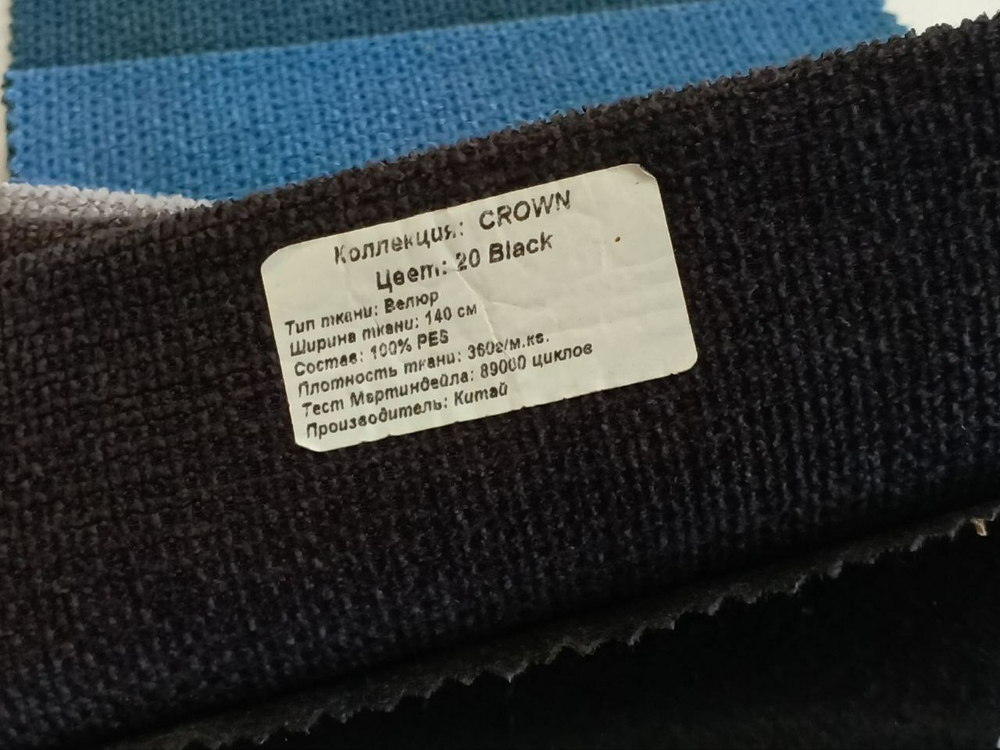 Коллекция: CROWN
Цвет: 20 Black
Тип ткани: Велюр
Ширина ткани: 140 см
Состав: 100% PES
Плотность ткани: 360г/м.кв.
Тест Мартиндейла: 89000 циклов
Производитель: Китай